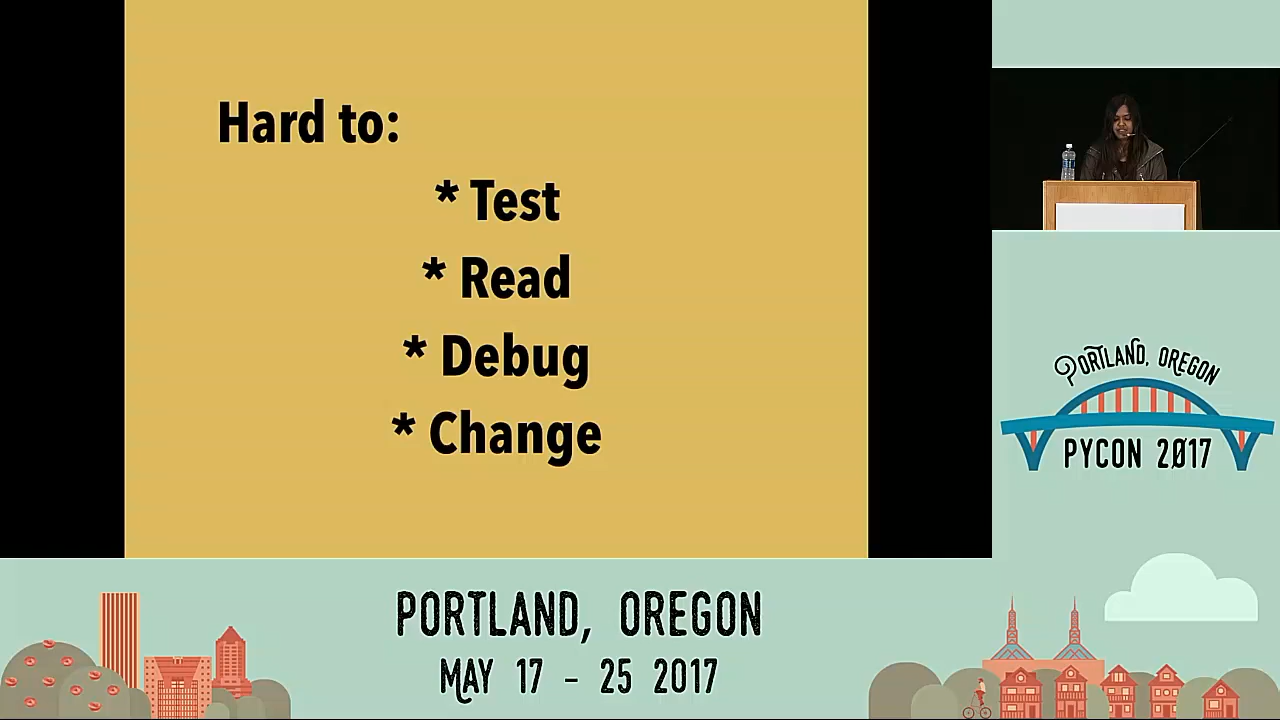 Hard to:
* Test
* Read
* Debug
* Change
PORTLAND, OREGON
PYCON 2017
PORTLAND, OREGON
MAY 17 - 25 2017